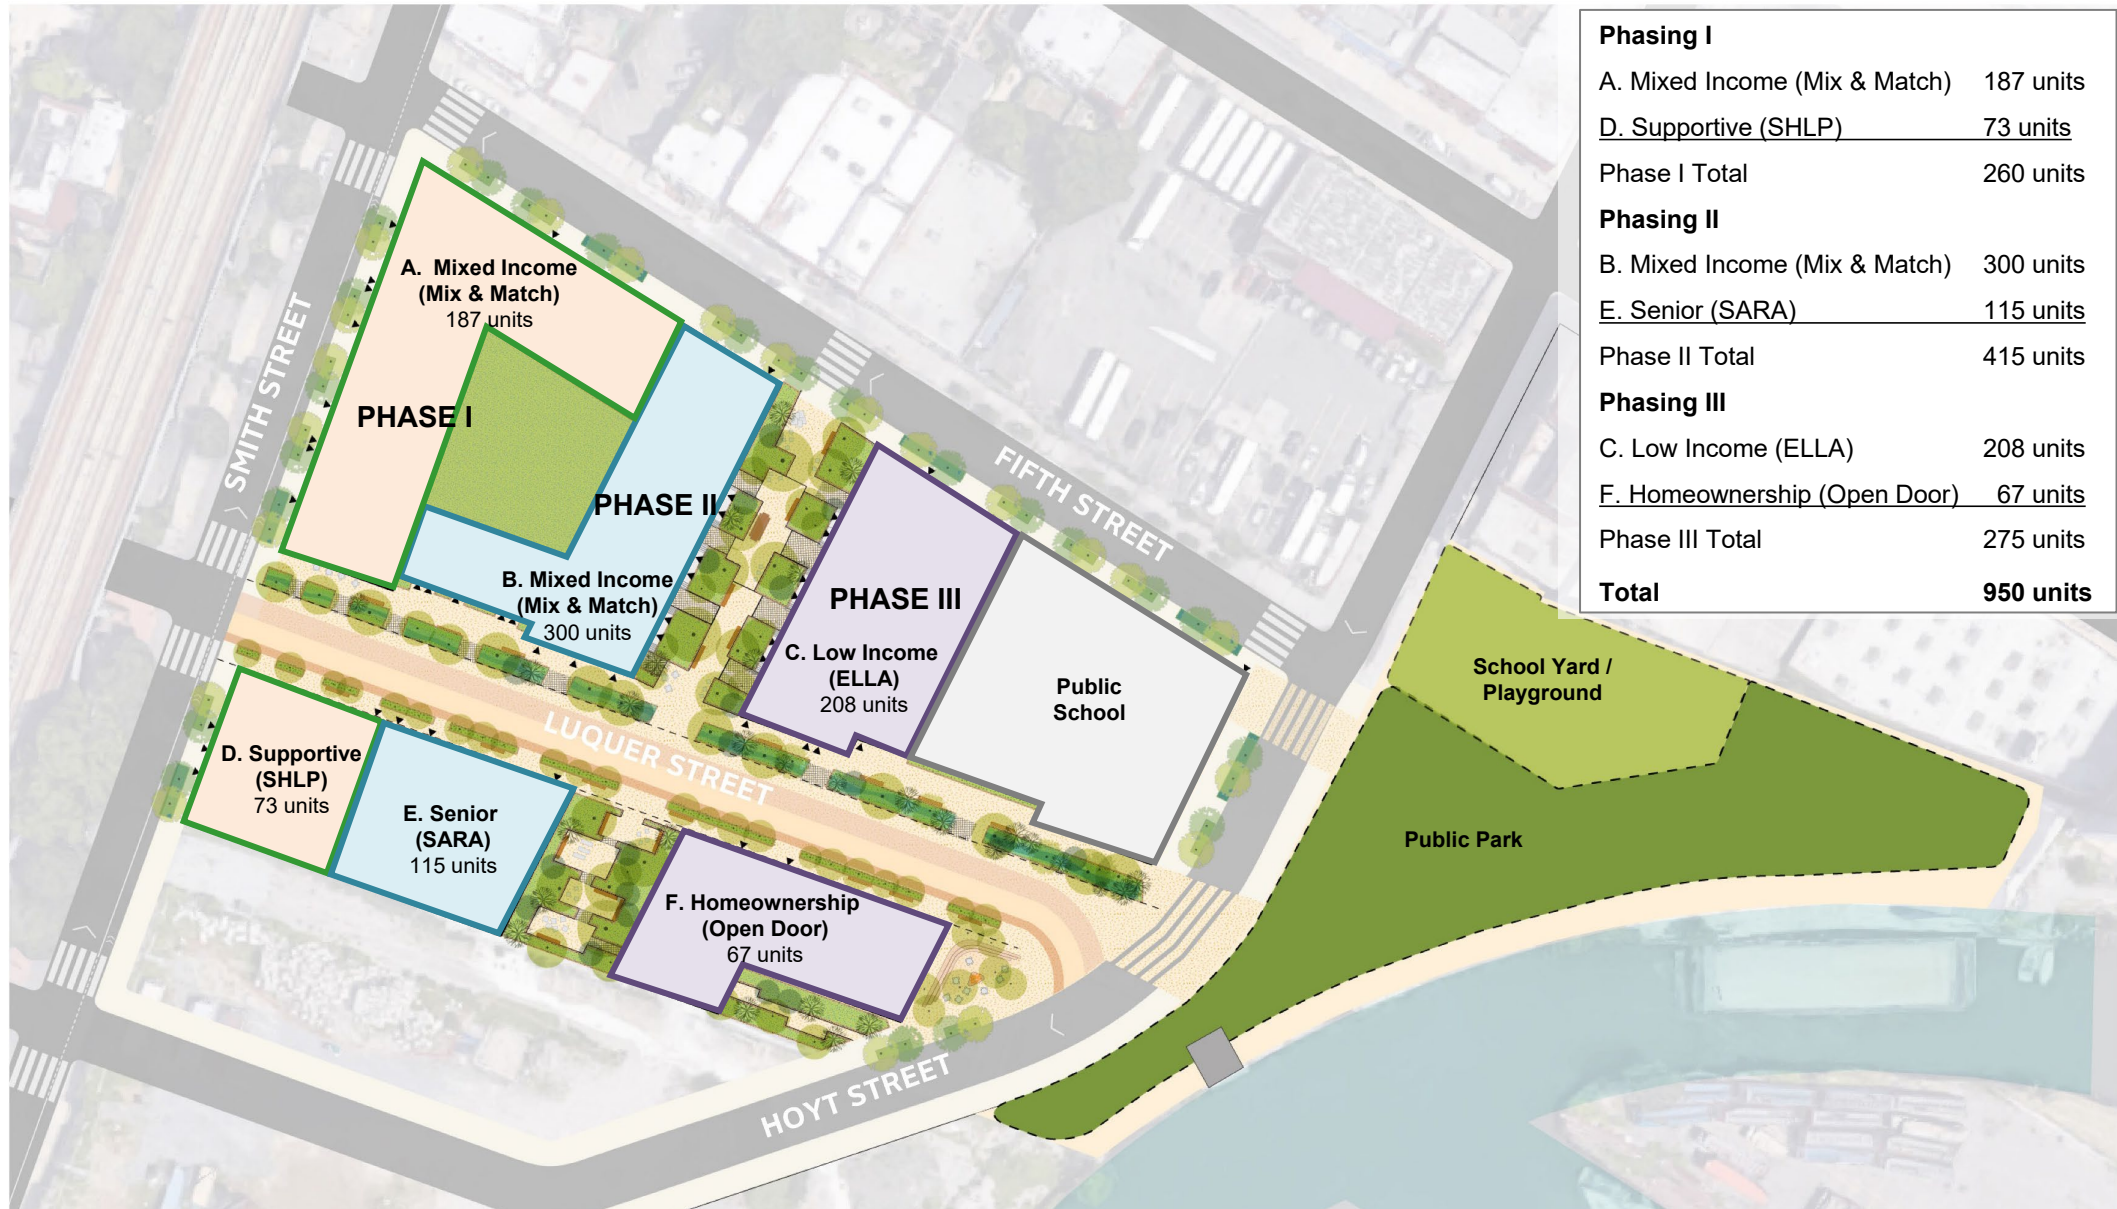 Phasing I
A. Mixed Income (Mix & Match) 187 units
D. Supportive (SHLP) 73 units
Phase I Total 260 units
Phasing II
B. Mixed Income (Mix & Match) 300 units
E. Senior (SARA) 115 units
Phase II Total 415 units
Phasing III
C. Low Income (ELLA) 208 units
F. Homeownership (Open Door) 67 units
Phase III Total 275 units
Total 950 units
A. Mixed Income
(Mix & Match)
187 units
PHASE I
SMITH STREET
PHASE II
B. Mixed Income
(Mix & Match)
300 units
FIFTH STREET
PHASE III
C. Low Income
(ELLA)
208 units
Public
School
School Yard /
Playground
Public Park
LUQUER STREET
D. Supportive
(SHLP)
73 units
E. Senior
(SARA)
115 units
F. Homeownership
(Open Door)
67 units
HOYT STREET